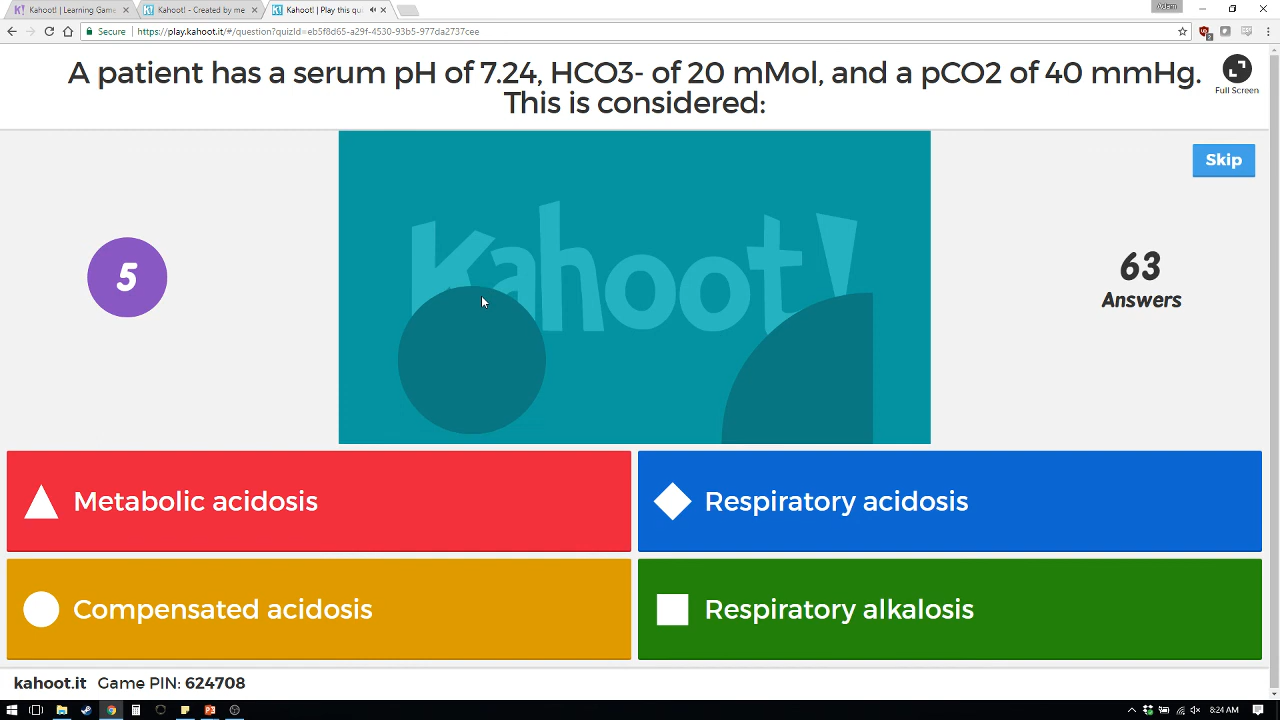 Adam
Kahoot! | Learning Game
Kahoot! - Created by me
Kahoot! | Play this qu
Secure
https://play.kahoot.it/#/question?quizId=eb5f8d65-a29f-4530-93b5-977da2737cee
A patient has a serum pH of 7.24, HCO3- of 20 mMol, and a pCO2 of 40 mmHg.
This is considered:
Full Screen
Skip
5
Kahoot!
63
Answers
Metabolic acidosis
Respiratory acidosis
Compensated acidosis
Respiratory alkalosis
kahoot.it Game PIN: 624708
8:24 AM